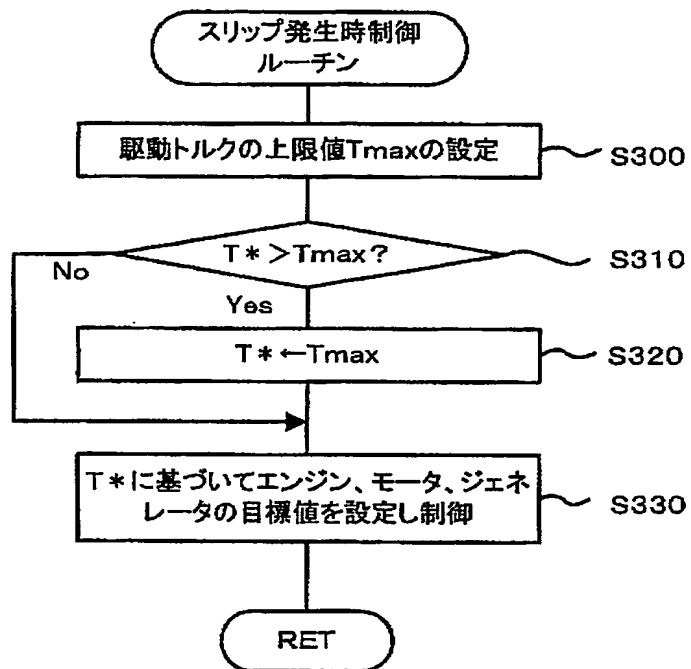 スリップ発生時制御
ルーチン
駆動トルクの上限値Tmaxの設定
S300
T*>Tmax?
S310
No
Yes
T*←Tmax
S320
T*に基づいてエンジン、モータ、ジェネ
レータの目標値を設定し制御
S330
RET